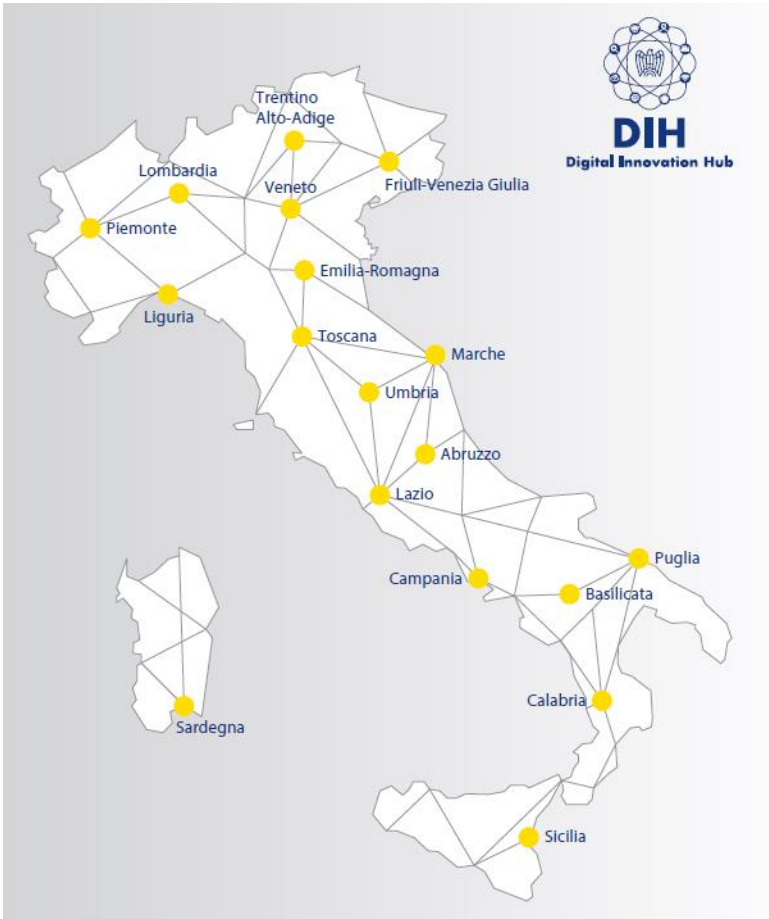 DIH
Digital Innovation Hub
Trentino
Alto-Adige
Lombardia
Veneto
Friuli-Venezia Giulia
Piemonte
Emilia-Romagna
Liguria
Toscana
Marche
Umbria
Abruzzo
Lazio
Puglia
Campania
Basilicata
Calabria
Sardegna
Sicilia